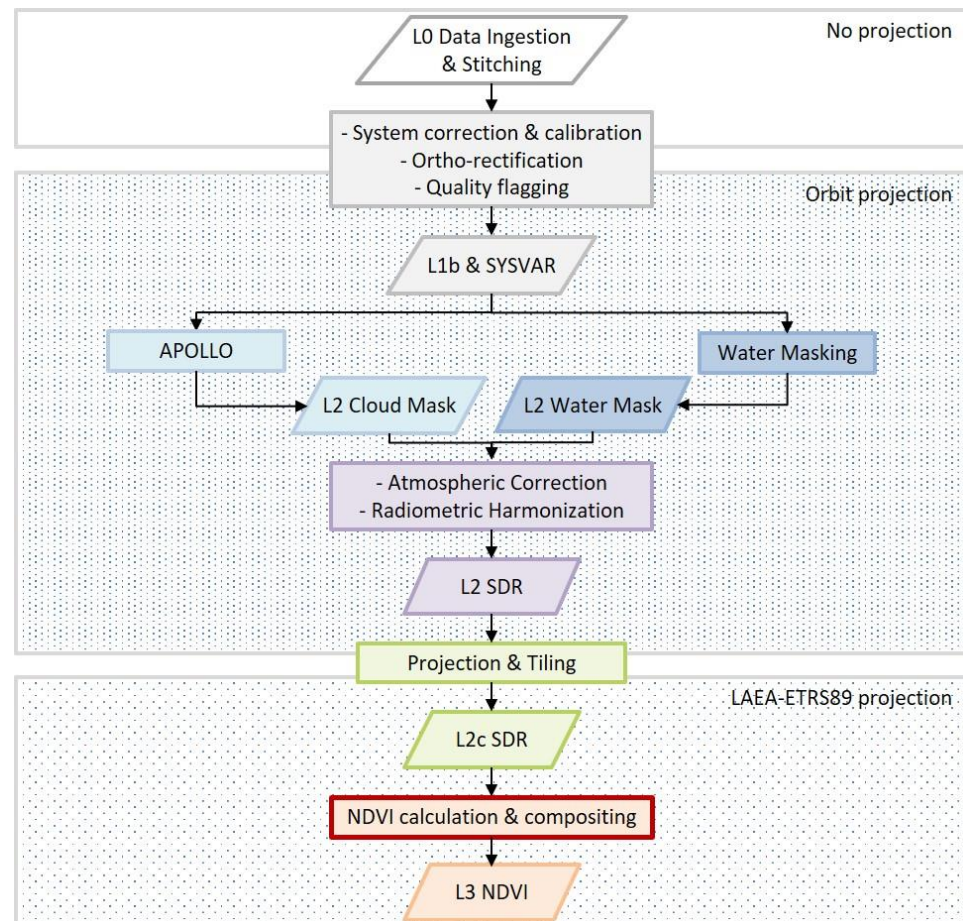 No projection
L0 Data Ingestion
& Stitching
- System correction & calibration
- Ortho-rectification
- Quality flagging
Orbit projection
L1b & SYSVAR
APOLLO
Water Masking
L2 Cloud Mask
L2 Water Mask
- Atmospheric Correction
- Radiometric Harmonization
L2 SDR
Projection & Tiling
LAEA-ETRS89 projection
L2c SDR
NDVI calculation & compositing
L3 NDVI